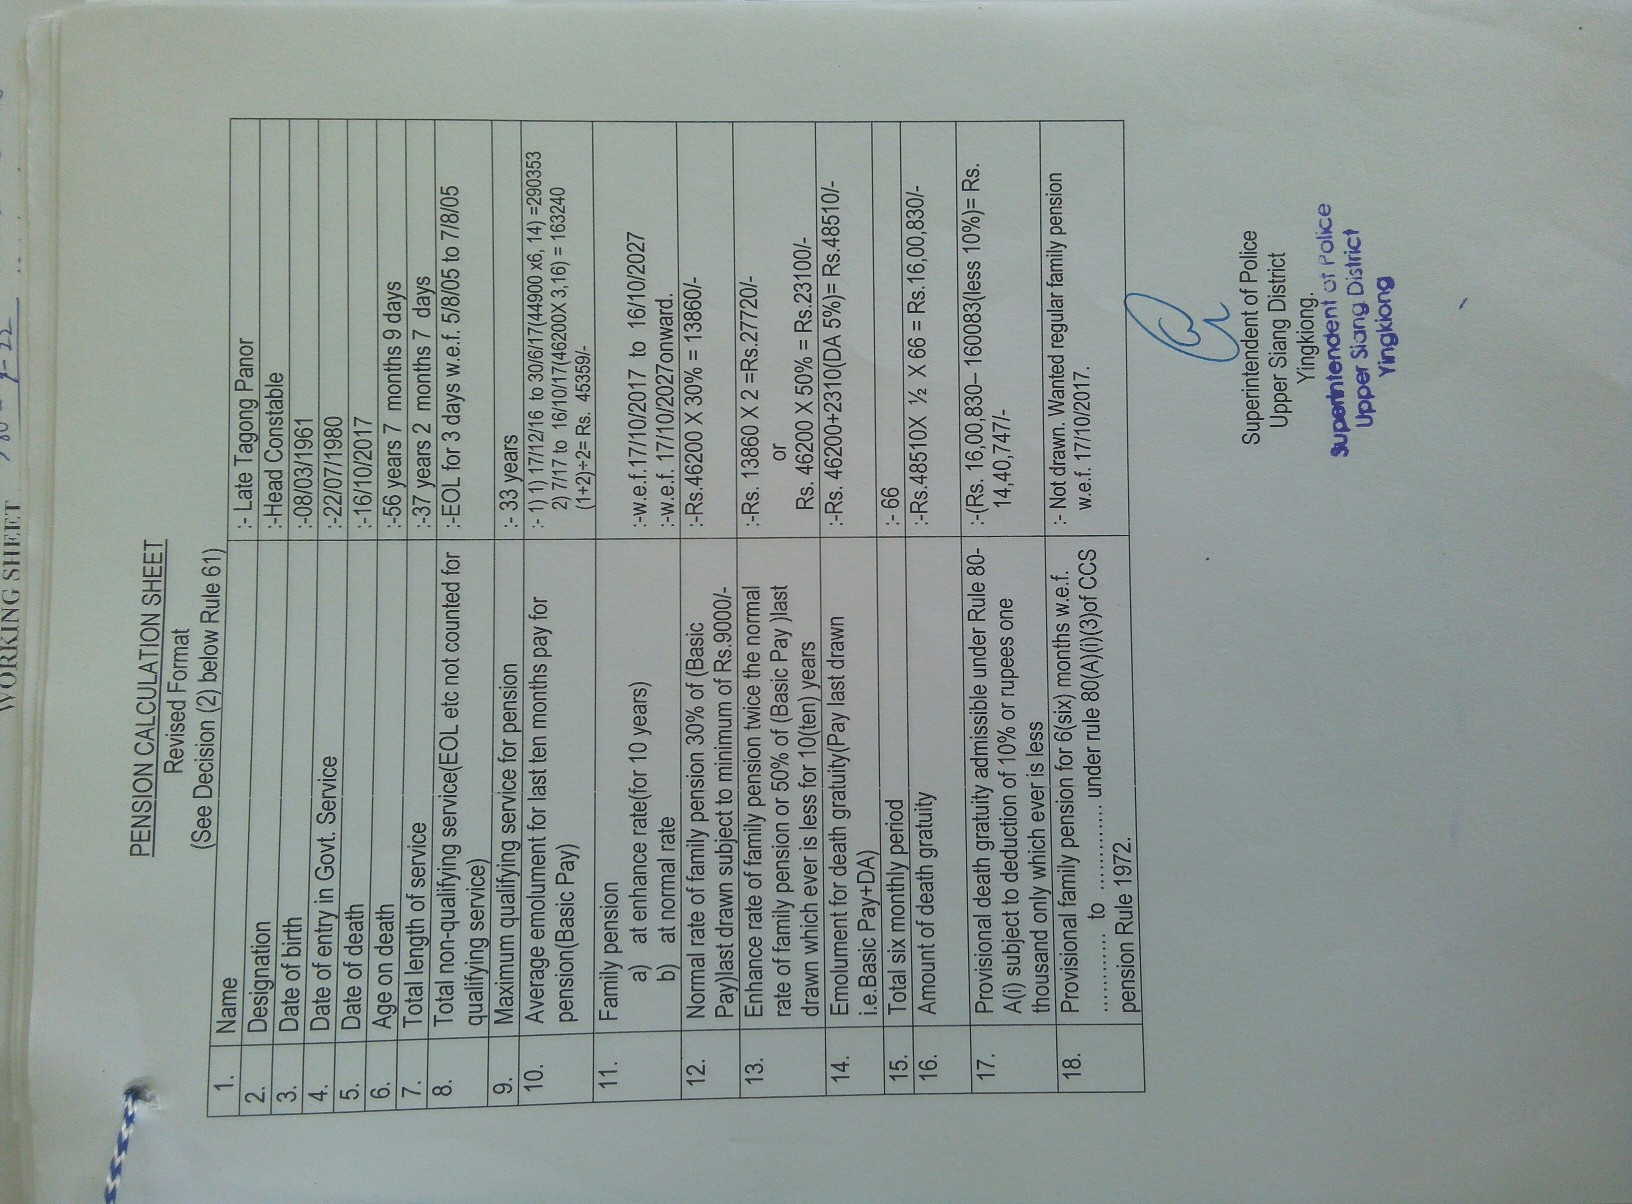 WORKING SHEET
PENSION CALCULATION SHEET
Revised Format
(See Decision (2) below Rule 61)
1. Name :- Late Tagong Panor
2. Designation :-Head Constable
3. Date of birth :-08/03/1961
4. Date of entry in Govt. Service :-22/07/1980
5. Date of death :-16/10/2017
6. Age on death :-56 years 7 months 9 days
7. Total length of service :-37 years 2 months 7 days
8. Total non-qualifying service(EOL etc not counted for :-EOL for 3 days w.e.f. 5/8/05 to 7/8/05
qualifying service)
9. Maximum qualifying service for pension :- 33 years
10. Average emolument for last ten months pay for :- 1) 1) 17/12/16 to 30/6/17(44900 x6, 14) =290353
pension(Basic Pay) 2) 7/17 to 16/10/17(46200X 3,16) = 163240
(1+2)÷2= Rs. 45359/-
11. Family pension
a) at enhance rate(for 10 years) :-w.e.f.17/10/2017 to 16/10/2027
b) at normal rate :-w.e.f. 17/10/2027onward.
12. Normal rate of family pension 30% of (Basic :-Rs.46200 X 30% = 13860/-
Pay)last drawn subject to minimum of Rs.9000/-
13. Enhance rate of family pension twice the normal :-Rs. 13860 X 2 =Rs.27720/-
rate of family pension or 50% of (Basic Pay )last or
drawn which ever is less for 10(ten) years Rs. 46200 X 50% = Rs.23100/-
14. Emolument for death gratuity(Pay last drawn :-Rs. 46200+2310(DA 5%)= Rs.48510/-
i.e.Basic Pay+DA)
15. Total six monthly period :- 66
16. Amount of death gratuity :-Rs.48510X ½ X 66 = Rs.16,00,830/-
17. Provisional death gratuity admissible under Rule 80- :-(Rs. 16,00,830– 160083(less 10%)= Rs.
A(i) subject to deduction of 10% or rupees one 14,40,747/-
thousand only which ever is less
18. Provisional family pension for 6(six) months w.e.f. :- Not drawn. Wanted regular family pension
............ to ............ under rule 80(A)(i)(3)of CCS w.e.f. 17/10/2017.
pension Rule 1972.
Superindent of Police
Upper Siang District
Yingkiong.
Superintendent of Police
Upper Siang District
Yingkiong